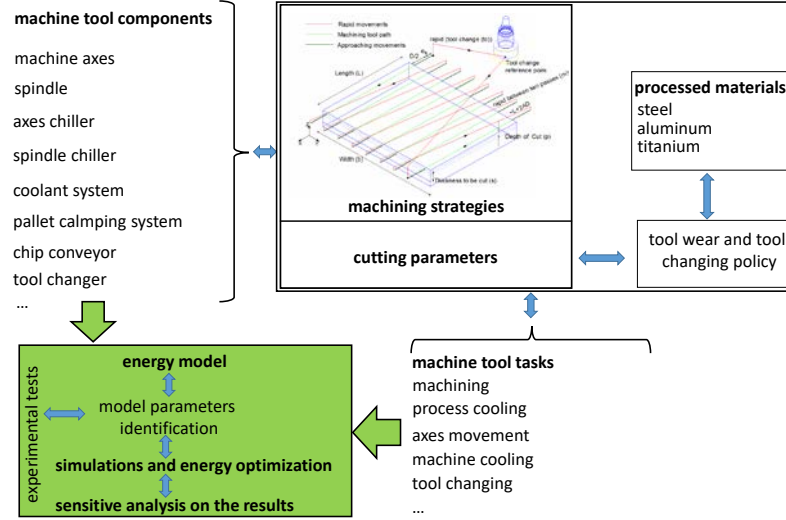 machine tool components
machine axes
spindle
axes chiller
spindle chiller
coolant system
pallet calmping system
chip conveyor
tool changer
...
Rapid movements
Machining tool path
Approaching movements
rapid (tool change (tc))
Tool change
reference point
D/2
Length (L)
rapid between two passes
Width (b)
Depth of Cut (ap)
Thickness to be cut (s)
machining strategies
cutting parameters
processed materials
steel
aluminum
titanium
tool wear and tool
changing policy
machine tool tasks
machining
process cooling
axes movement
machine cooling
tool changing
...
experimental tests
energy model
model parameters
identification
simulations and energy optimization
sensitive analysis on the results